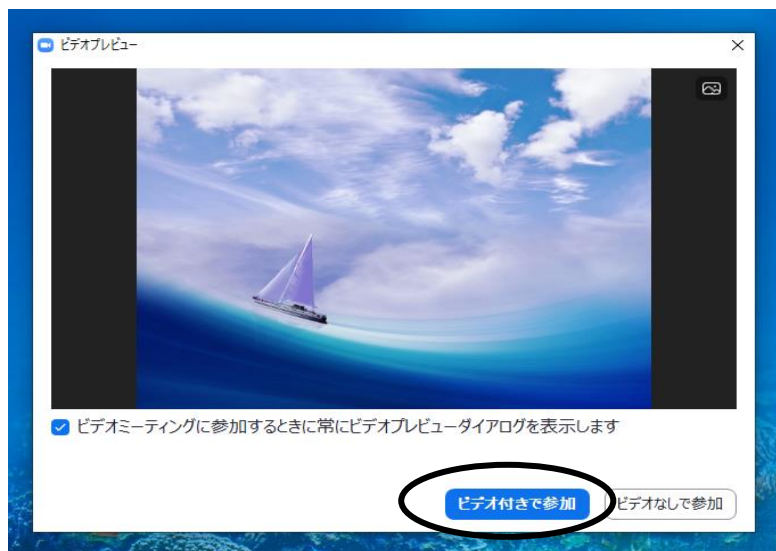 ビデオプレビュー
ビデオミーティングに参加するときに常にビデオプレビューダイアログを表示します
ビデオ付きで参加
ビデオなしで参加